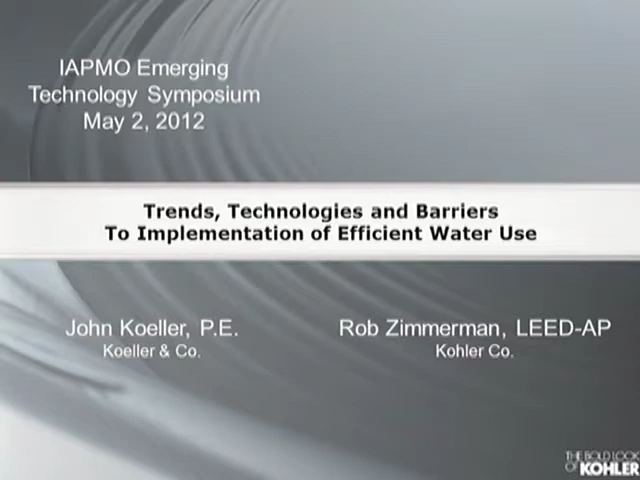 IAPMO Emerging
Technology Symposium
May 2, 2012
Trends, Technologies and Barriers
To Implementation of Efficient Water Use
John Koeller, P.E.
Koeller & Co.
Rob Zimmerman, LEED-AP
Kohler Co.
THE BOLD LOOK
OF KOHLER